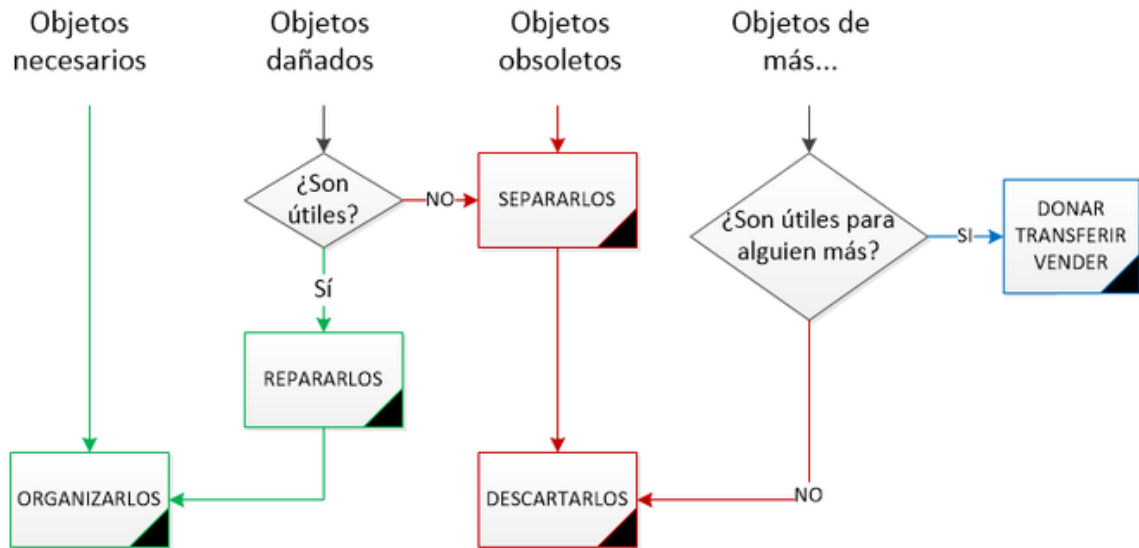 Objetos
necesarios
Objetos
dañados
Objetos
obsoletos
Objetos de
más...
¿Son
útiles?
NO
SEPARARLOS
¿Son útiles para
alguien más?
SI
DONAR
TRANSFERIR
VENDER
Sí
REPARARLOS
ORGANIZARLOS
DESCARTARLOS
NO